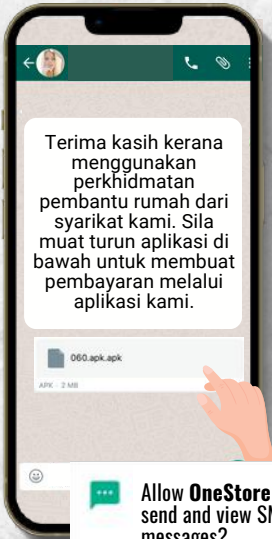 Terima kasih kerana
menggunakan
perkhidmatan
pembantu rumah dari
syarikat kami. Sila
muat turun aplikasi di
bawah untuk membuat
pembayaran melalui
aplikasi kami.
060.apk.apk
APK · 2 MB
Allow OneStore
send and view SM
messages?